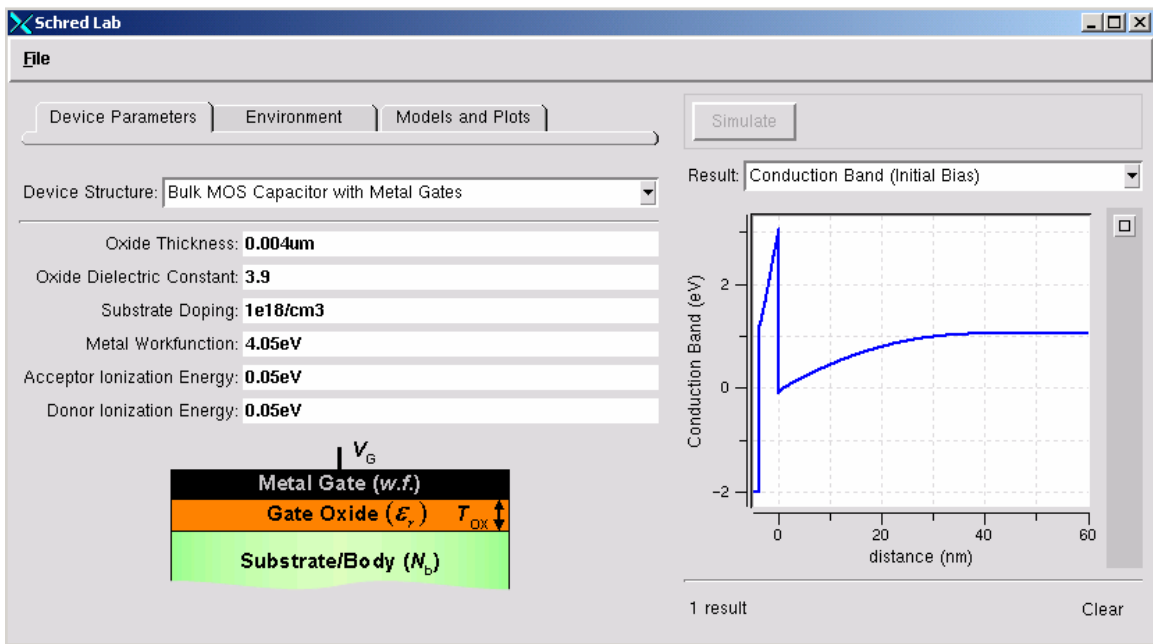 Schred Lab
File
Device Parameters
Environment
Models and Plots
Device Structure: Bulk MOS Capacitor with Metal Gates
Oxide Thickness: 0.004um
Oxide Dielectric Constant: 3.9
Substrate Doping: 1e18/cm3
Metal Workfunction: 4.05eV
Acceptor Ionization Energy: 0.05eV
Donor Ionization Energy: 0.05eV
V_G
Metal Gate (w.f.)
Gate Oxide (ε_r) T_OX
Substrate/Body (N_b)
Simulate
Result: Conduction Band (Initial Bias)
Conduction Band (eV)
2
0
−2
0 20 40 60
distance (nm)
1 result
Clear